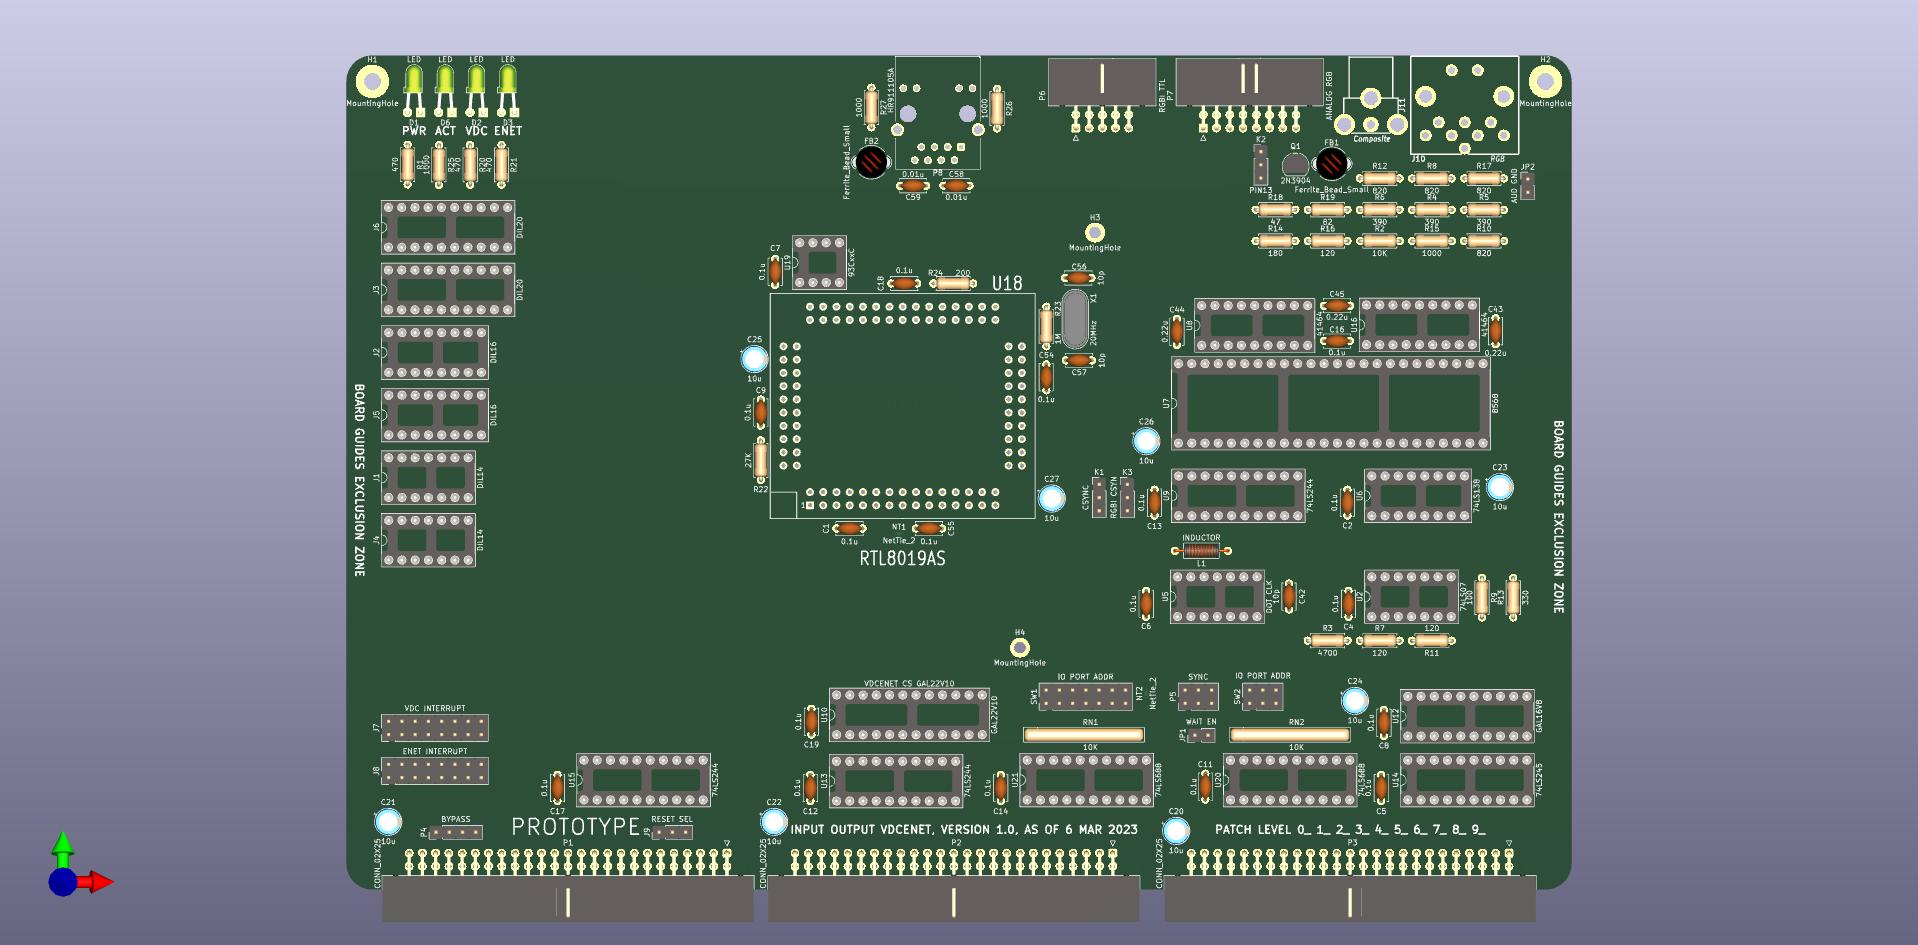 H1
MountingHole
LED
LED
LED
LED
D1
D6
D2
D3
PWR ACT VDC ENET
470
R1
1000
R25
470
R20
470
R21
1000
R27
HR911105A
1000
R26
Ferrite_Bead_Small
FB2
P8
0.01u
C59
C58
0.01u
P6
RGBI TTL
P7
ANALOG RGB
J11
Composite
J10
RGB
H2
MountingHole
K2
PIN13
Q1
2N3904
FB1
Ferrite_Bead_Small
R12
820
R8
820
R17
820
JP2
AUD GND
R18
47
R19
82
R6
390
R4
390
R5
390
R14
180
R16
120
R2
10K
R15
1000
R10
820
J6
DIL20
J3
DIL20
J2
DIL16
J5
DIL16
J1
DIL14
J4
DIL14
BOARD GUIDES EXCLUSION ZONE
H3
MountingHole
C7
0.1u
U19
93CxxC
C18
0.1u
R24
200
U18
C56
10p
X1
20MHz
R23
1M
C54
0.1u
C57
10p
C25
10u
C9
0.1u
27K
R22
1
C1
0.1u
NT1
NetTie_2
0.1u
C55
RTL8019AS
C27
10u
C26
10u
C44
0.22u
U8
41464
C45
0.22u
C16
0.1u
U16
41464
C43
0.22u
U7
8568
K1
CSYNC
K3
RGBI CSYN
0.1u
C13
U9
74LS244
0.1u
C2
U6
74LS138
C23
10u
BOARD GUIDES EXCLUSION ZONE
INDUCTOR
L1
0.1u
C6
U5
DOT_CLK
10p
C42
0.1u
C4
U2
74LS07
100
R9
R13
330
R3
4700
R7
120
120
R11
H4
MountingHole
VDCENET CS GAL22V10
0.1u
C19
U10
GAL22V10
IO PORT ADDR
SW1
NT2
NetTie_2
SYNC
P5
IO PORT ADDR
SW2
C24
10u
WAIT EN
JP1
RN1
10K
RN2
10K
0.1u
C8
U12
GAL16V8
VDC INTERRUPT
J7
ENET INTERRUPT
J8
0.1u
C17
U15
74LS244
0.1u
C12
U13
74LS244
0.1u
C14
U21
74LS688
C11
0.1u
U20
74LS688
0.1u
C5
U14
74LS245
C21
10u
BYPASS
P4
PROTOTYPE
RESET SEL
J9
C22
10u
INPUT OUTPUT VDCENET, VERSION 1.0, AS OF 6 MAR 2023
C20
10u
PATCH LEVEL 0_ 1_ 2_ 3_ 4_ 5_ 6_ 7_ 8_ 9_
CONN_02X25
P1
CONN_02X25
P2
CONN_02X25
P3